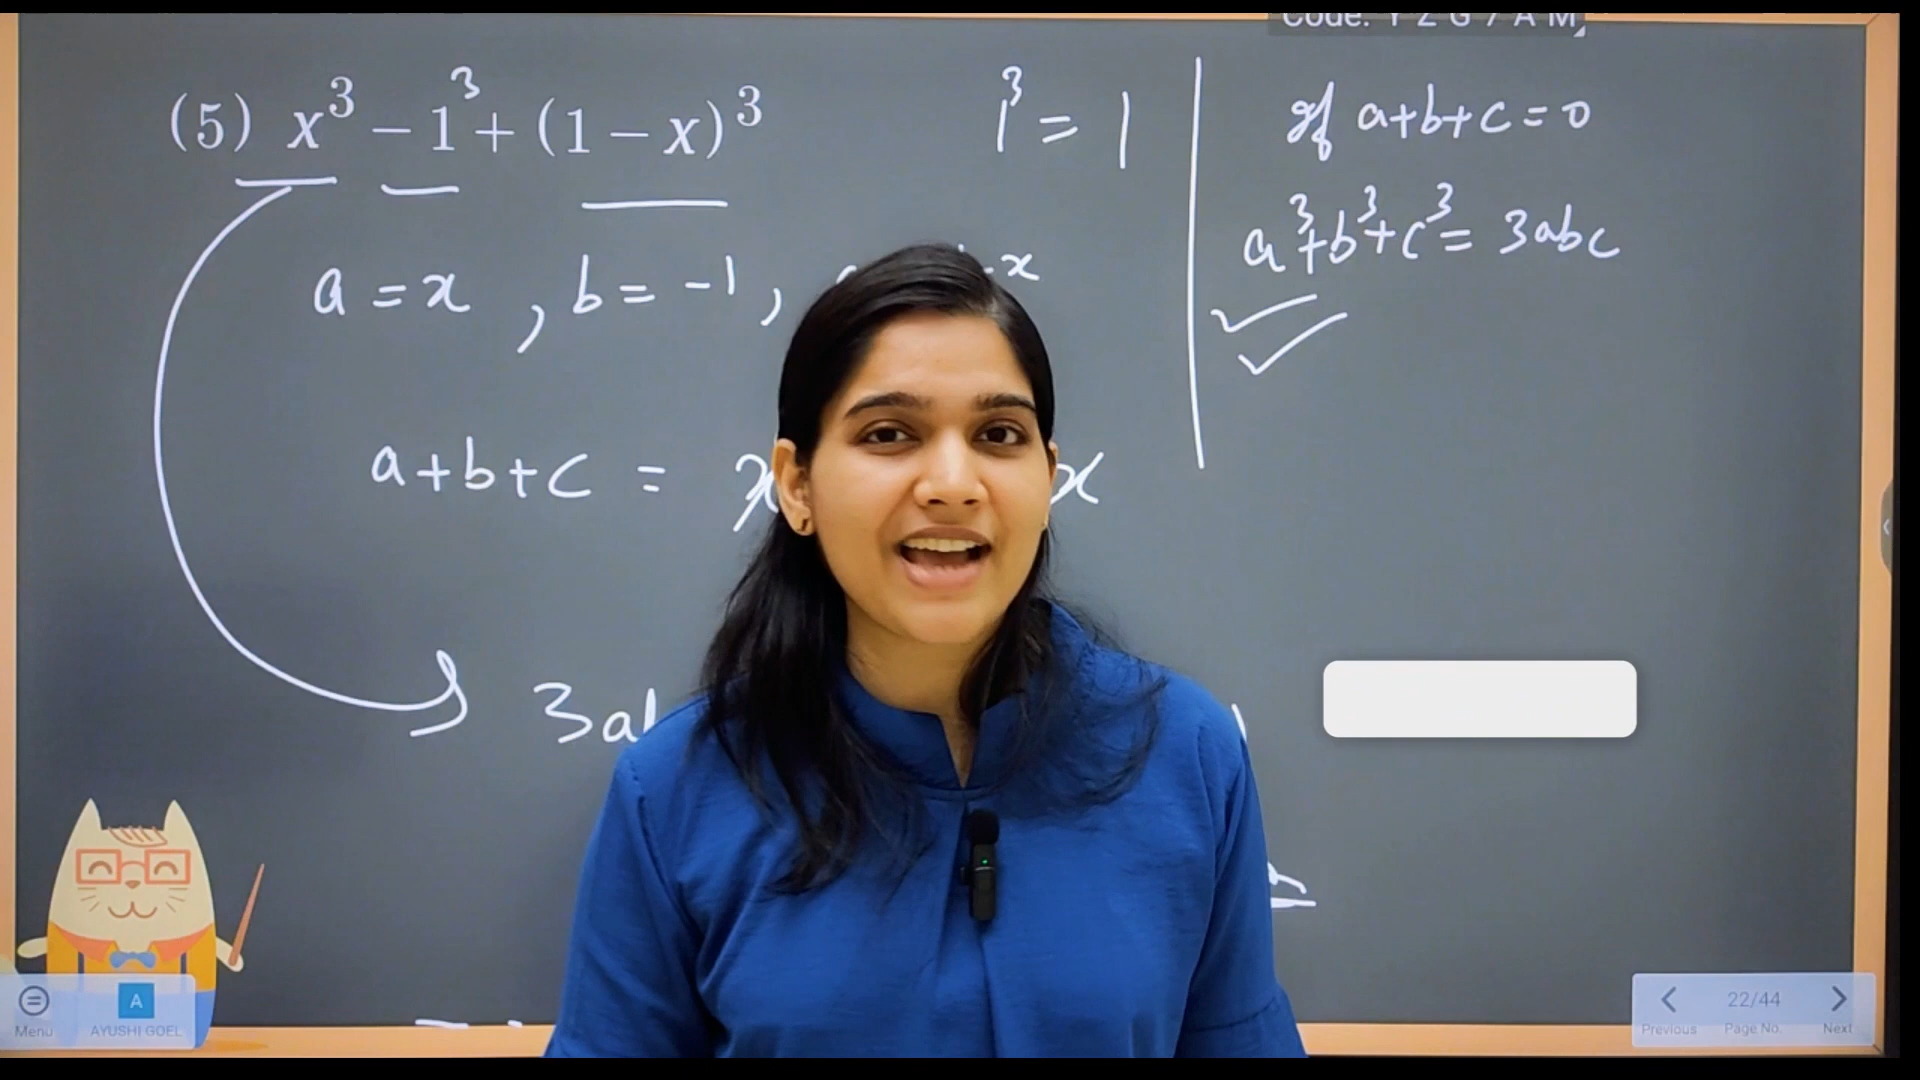 Code: Y Z G 7 A M
(5) x³ − 1³ + (1 − x)³
1³ = 1
If a+b+c = 0
a³+b³+c³ = 3abc
a = x , b = -1 ,
a+b+c =
Menu
A
AYUSHI GOEL
22/44
Previous
Page No.
Next